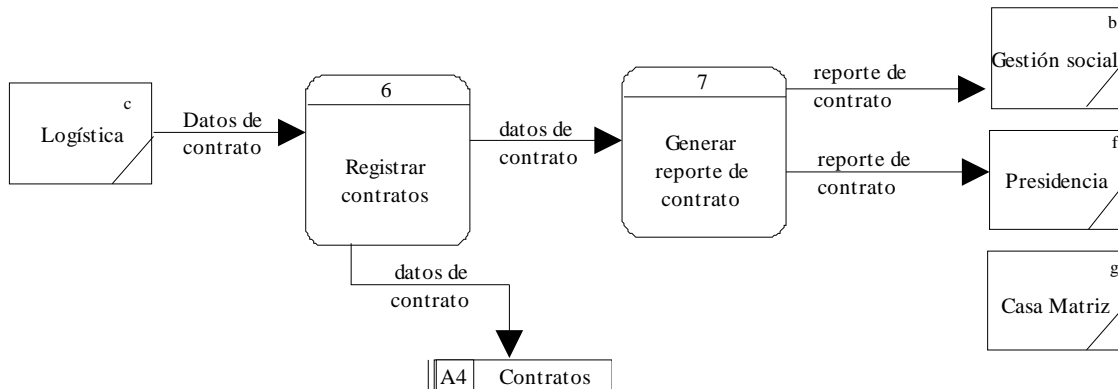 c
Logística
Datos de
contrato
6
Registrar
contratos
datos de
contrato
7
Generar
reporte de
contrato
reporte de
contrato
b
Gestión social
reporte de
contrato
f
Presidencia
g
Casa Matriz
datos de
contrato
A4 Contratos